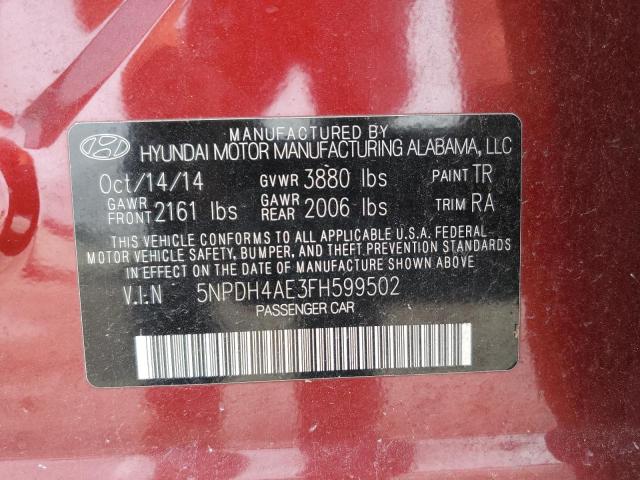 MANUFACTURED BY
HYUNDAI MOTOR MANUFACTURING ALABAMA, LLC
Oct/14/14 GVWR 3880 lbs PAINT TR
GAWR FRONT 2161 lbs GAWR REAR 2006 lbs TRIM RA
THIS VEHICLE CONFORMS TO ALL APPLICABLE U.S.A. FEDERAL
MOTOR VEHICLE SAFETY, BUMPER, AND THEFT PREVENTION STANDARDS
IN EFFECT ON THE DATE OF MANUFACTURE SHOWN ABOVE.
V.I.N 5NPDH4AE3FH599502
PASSENGER CAR